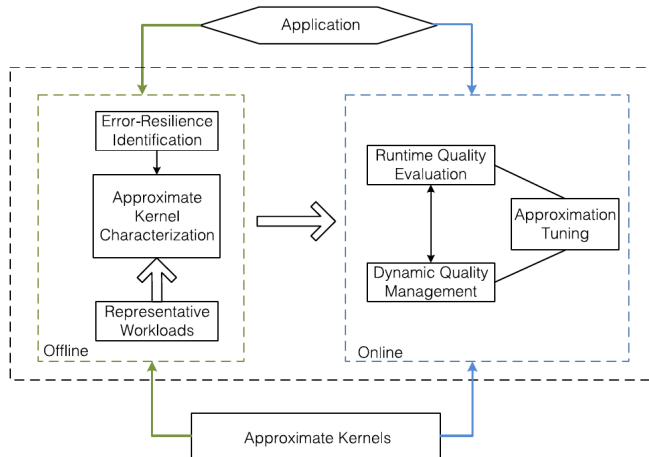 Application
Error-Resilience
Identification
Approximate
Kernel
Characterization
Representative
Workloads
Offline
Runtime Quality
Evaluation
Approximation
Tuning
Dynamic Quality
Management
Online
Approximate Kernels